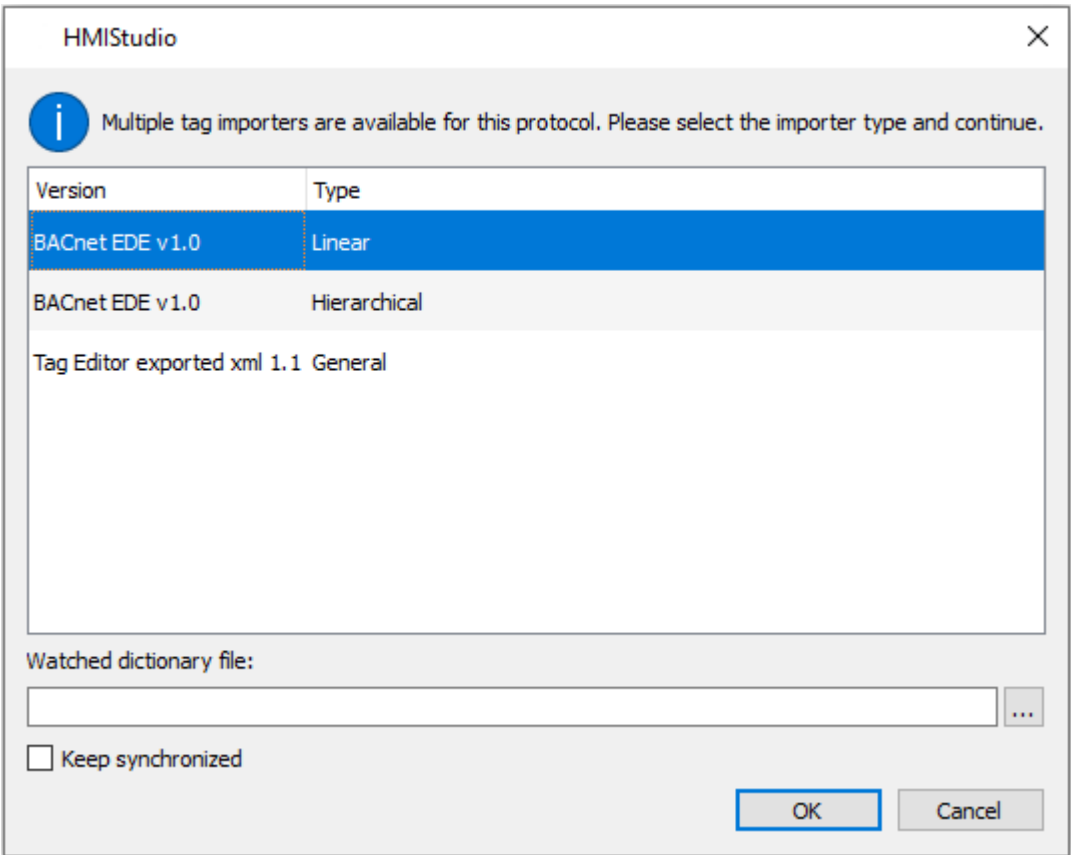 HMIStudio
Multiple tag importers are available for this protocol. Please select the importer type and continue.
Version Type
BACnet EDE v1.0 Linear
BACnet EDE v1.0 Hierarchical
Tag Editor exported xml 1.1 General
Watched dictionary file:
...
Keep synchronized
OK Cancel